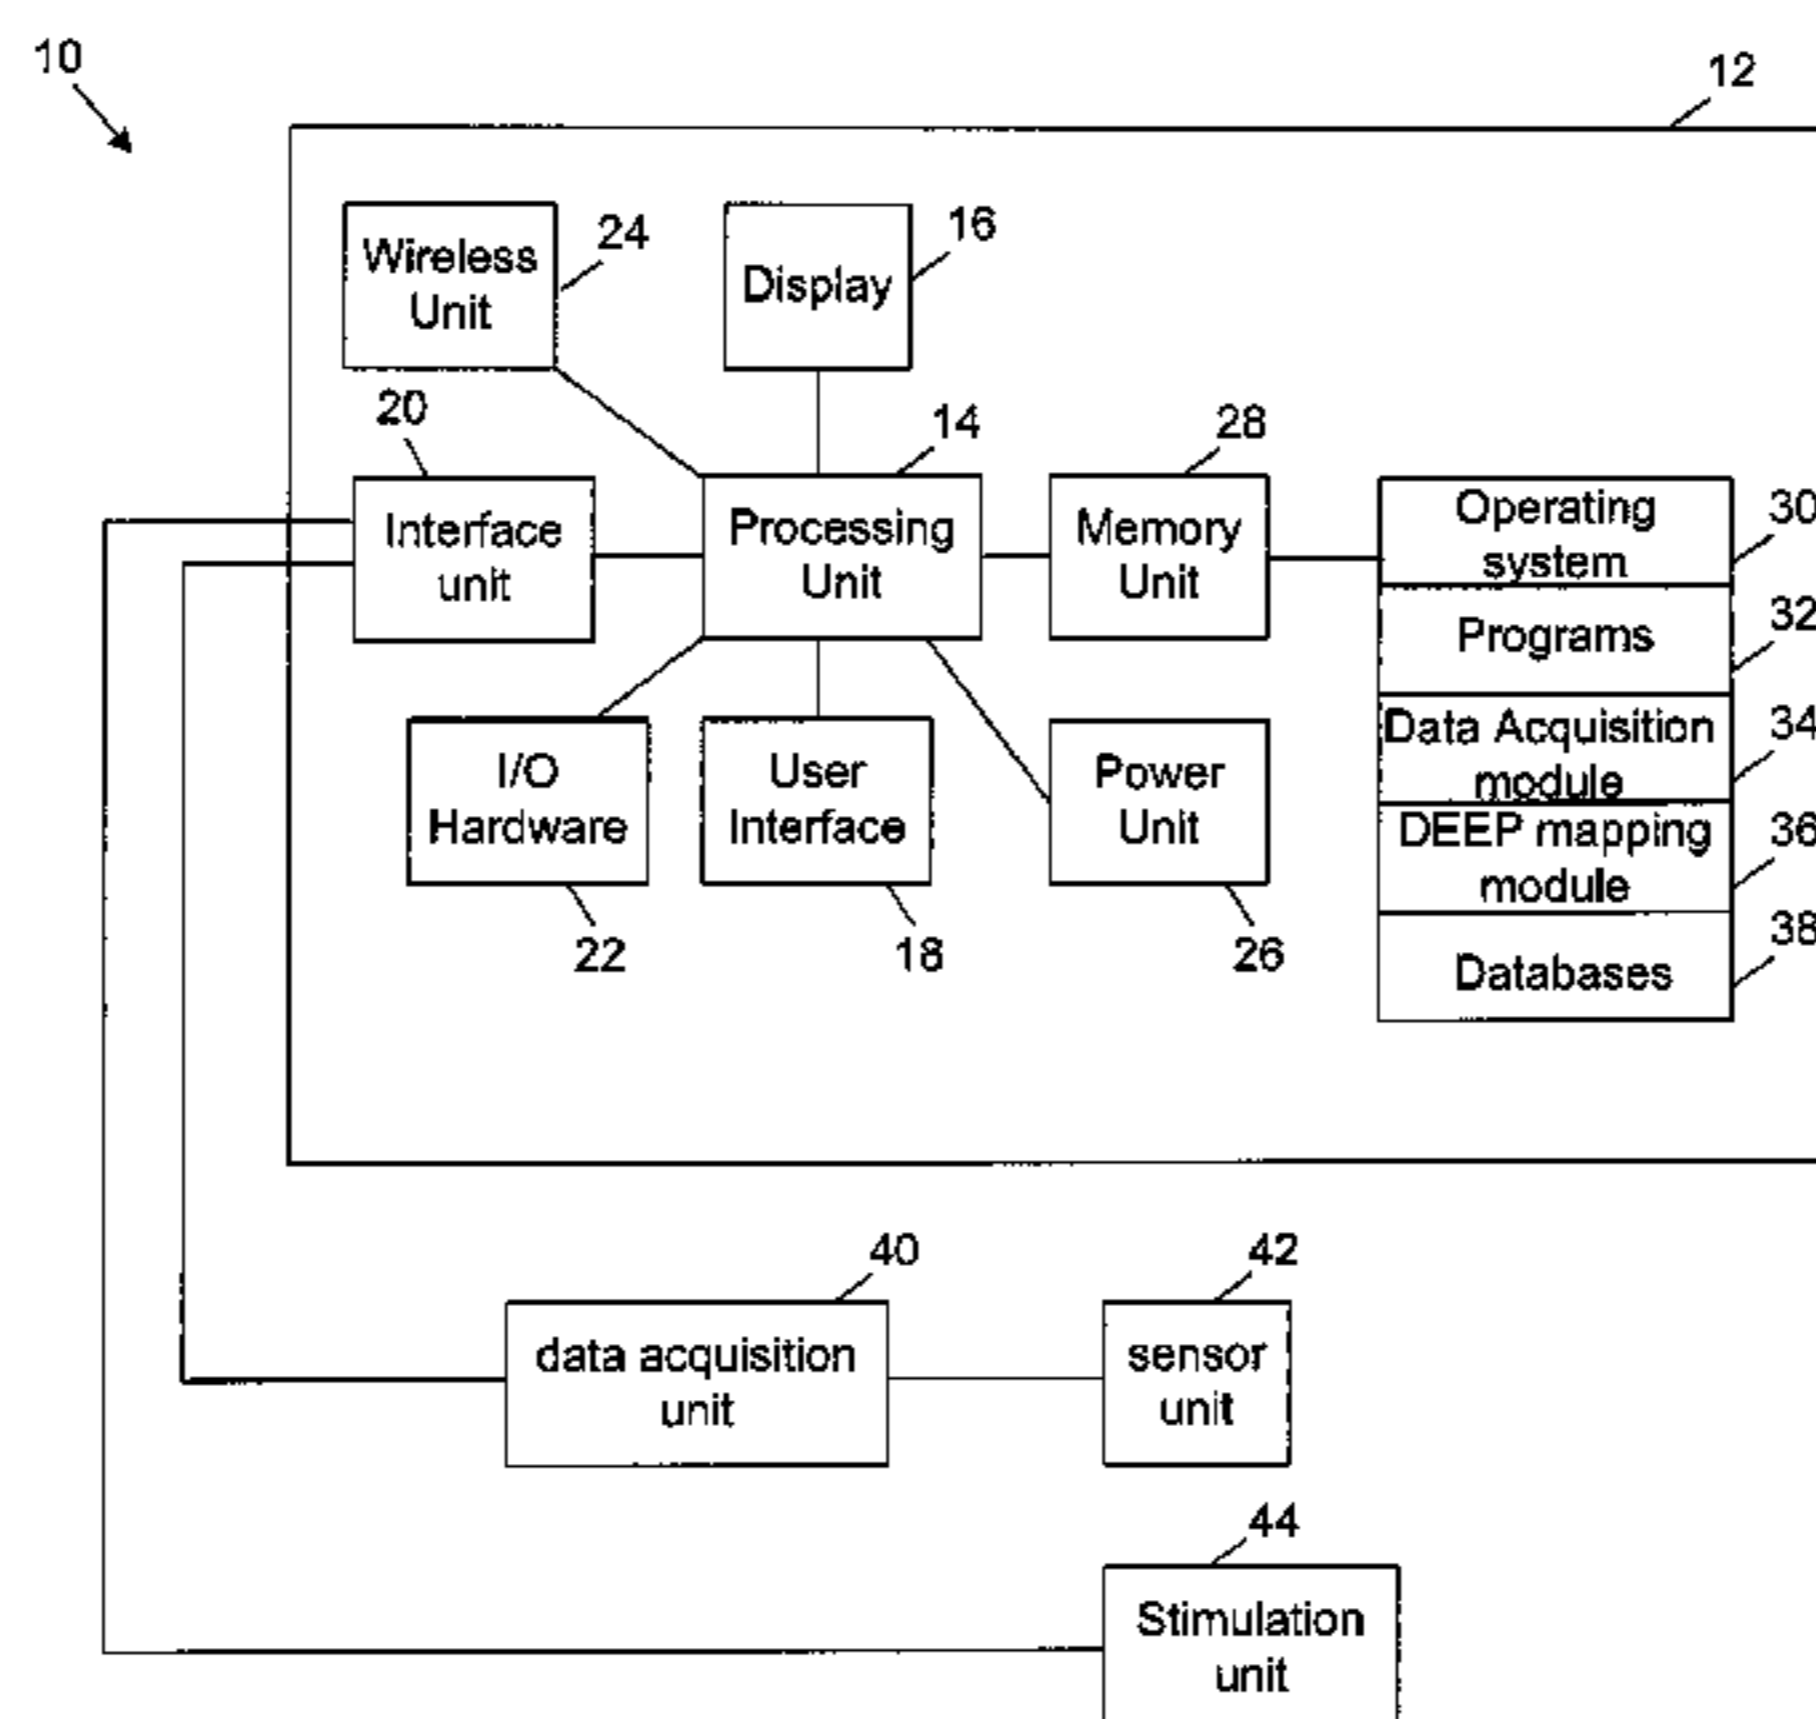 10
12
Wireless
Unit
24
Display
16
20
14
28
Interface
unit
Processing
Unit
Memory
Unit
Operating
system
30
Programs
32
Data Acquisition
module
34
DEEP mapping
module
36
Databases
38
I/O
Hardware
User
Interface
Power
Unit
22
18
26
40
42
data acquisition
unit
sensor
unit
44
Stimulation
unit